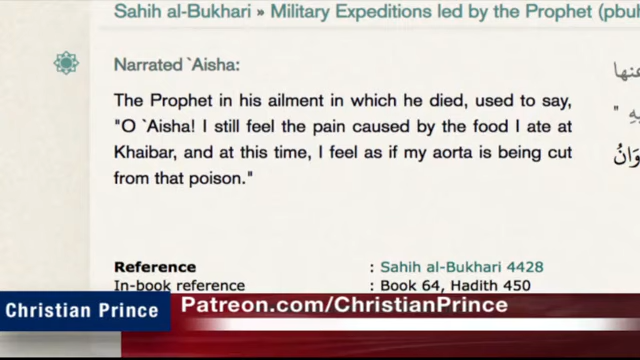 Sahih al-Bukhari » Military Expeditions led by the Prophet (pbuh
Narrated `Aisha:
عنها
The Prophet in his ailment in which he died, used to say,
"O `Aisha! I still feel the pain caused by the food I ate at
Khaibar, and at this time, I feel as if my aorta is being cut
from that poison."
Reference : Sahih al-Bukhari 4428
In-book reference : Book 64, Hadith 450
Christian Prince
Patreon.com/ChristianPrince